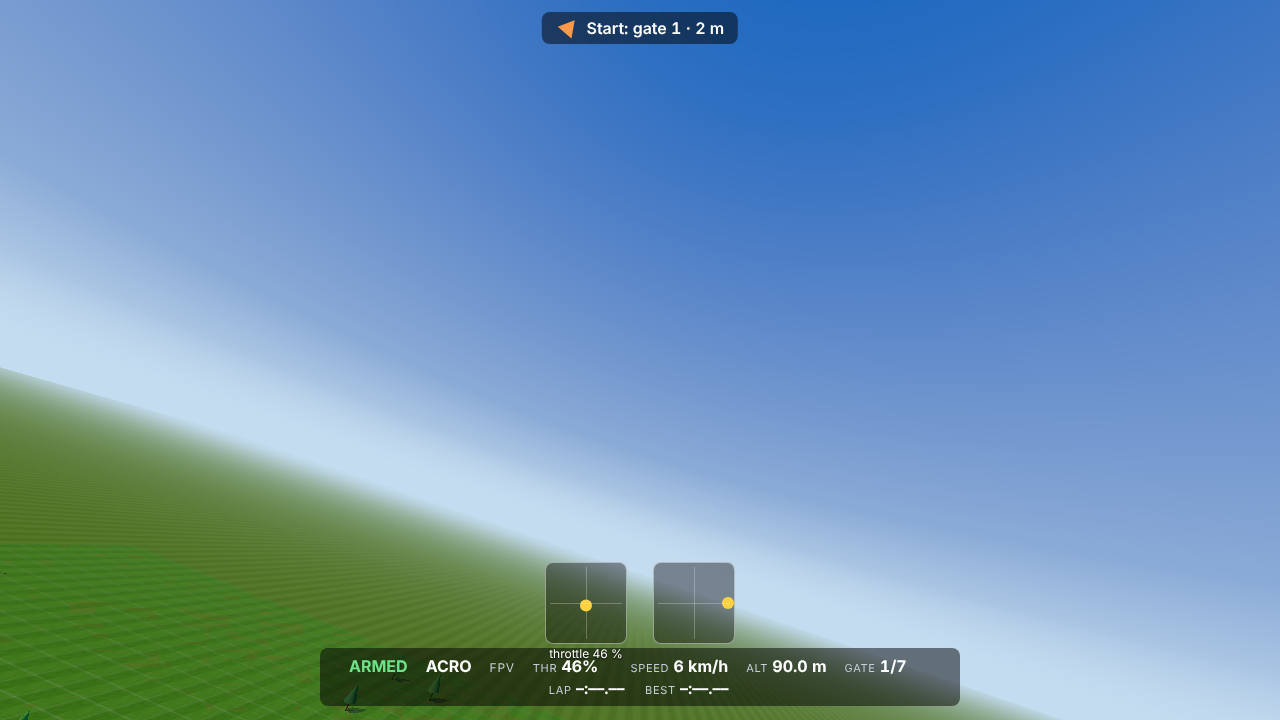 Start: gate 1 · 2 m
throttle 46 %
ARMED ACRO FPV THR 46% SPEED 6 km/h ALT 90.0 m GATE 1/7
LAP –:––.–– BEST –:––.––